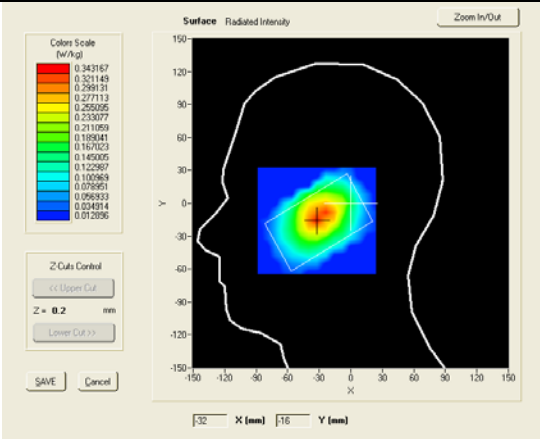 Surface Radiated Intensity
Zoom In/Out
Colors Scale
(W/kg)
0.343167
0.321149
0.299131
0.277113
0.255095
0.233077
0.211059
0.189041
0.167023
0.145005
0.122987
0.100969
0.078951
0.056933
0.034914
0.012896
Z-Cuts Control
<< Upper Cut
Z = 0.2 mm
Lower Cut >>
SAVE Cancel
150
120
90
60
30
0
-30
-60
-90
-120
-150
Y
-150 -120 -90 -60 -30 0 30 60 90 120 150
X
-32 X [mm] -16 Y [mm]